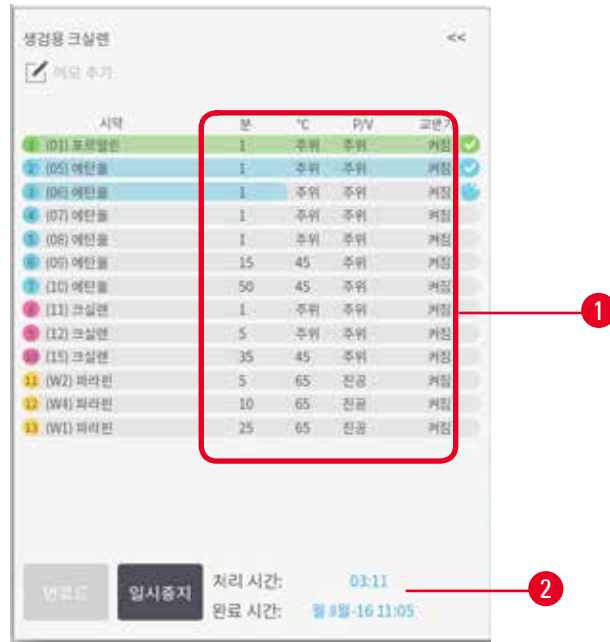 생검용 크실렌 <<
메모 추가
시약 분 °C P/V 교반기
1 (01) 포르말린 1 주위 주위 켜짐
2 (05) 에탄올 1 주위 주위 켜짐
3 (06) 에탄올 1 주위 주위 켜짐
4 (07) 에탄올 1 주위 주위 켜짐
5 (08) 에탄올 1 주위 주위 켜짐
6 (09) 에탄올 15 45 주위 켜짐
7 (10) 에탄올 50 45 주위 켜짐
8 (11) 크실렌 1 주위 주위 켜짐
9 (12) 크실렌 5 주위 주위 켜짐
10 (15) 크실렌 35 45 주위 켜짐
11 (W2) 파라핀 5 65 진공 켜짐
12 (W4) 파라핀 10 65 진공 켜짐
13 (W1) 파라핀 25 65 진공 켜짐
1
언로드 일시중지 처리 시간: 03:11
완료 시간: 월 8월-16 11:05
2